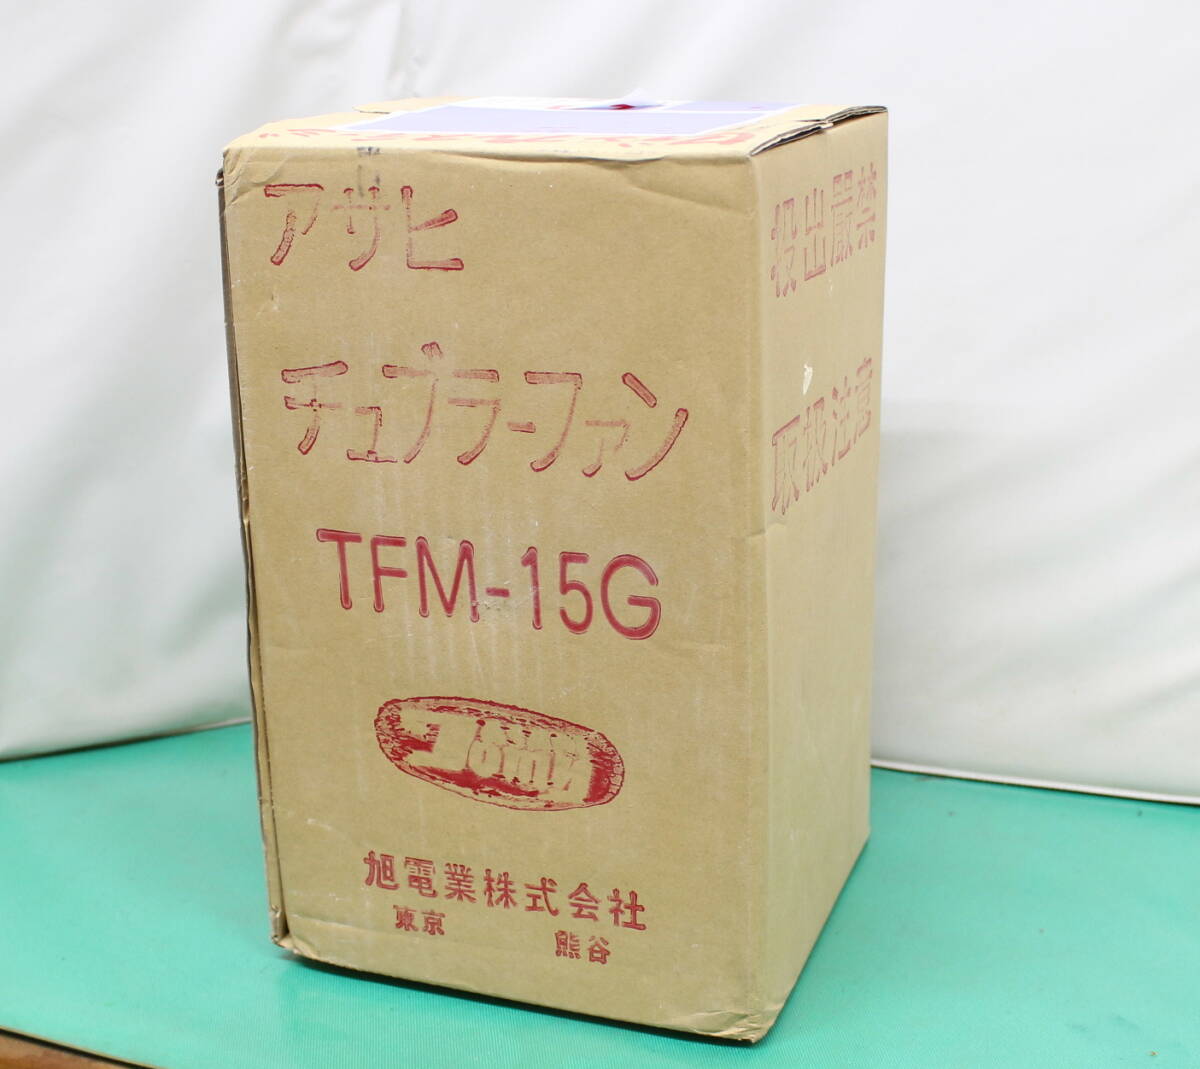 アサヒ
チュブラーファン
TFM-15G
旭電業株式会社
東京 熊谷
投出嚴禁
取扱注意